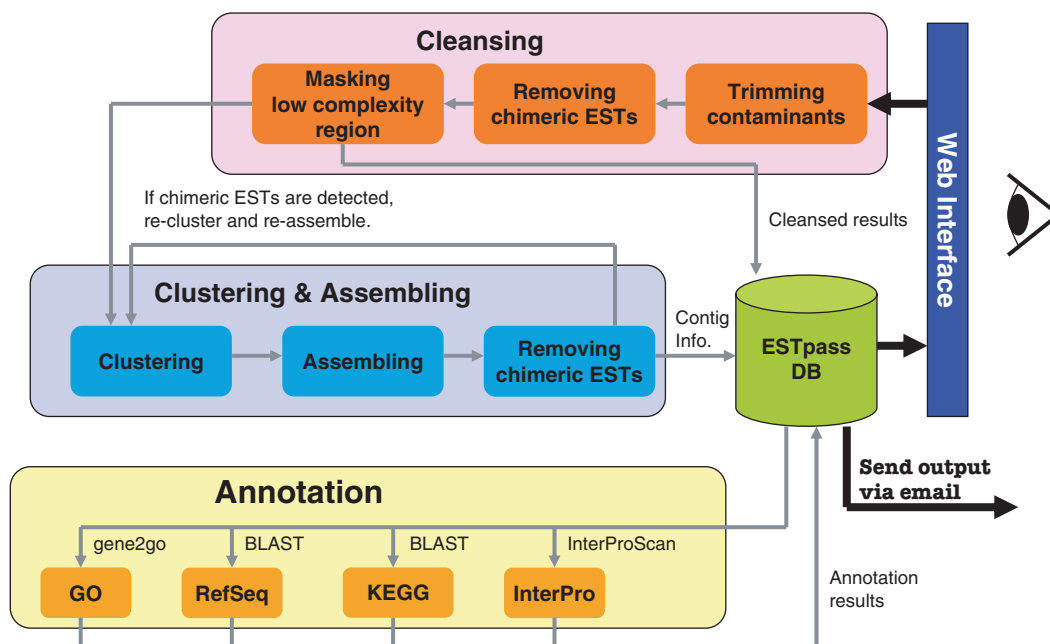 Cleansing
Masking
low complexity
region
Removing
chimeric ESTs
Trimming
contaminants
Web Interface
If chimeric ESTs are detected,
re-cluster and re-assemble.
Cleansed results
Clustering & Assembling
Clustering
Assembling
Removing
chimeric ESTs
Contig
Info.
ESTpass
DB
Send output
via email
Annotation
gene2go
BLAST
BLAST
InterProScan
GO
RefSeq
KEGG
InterPro
Annotation
results